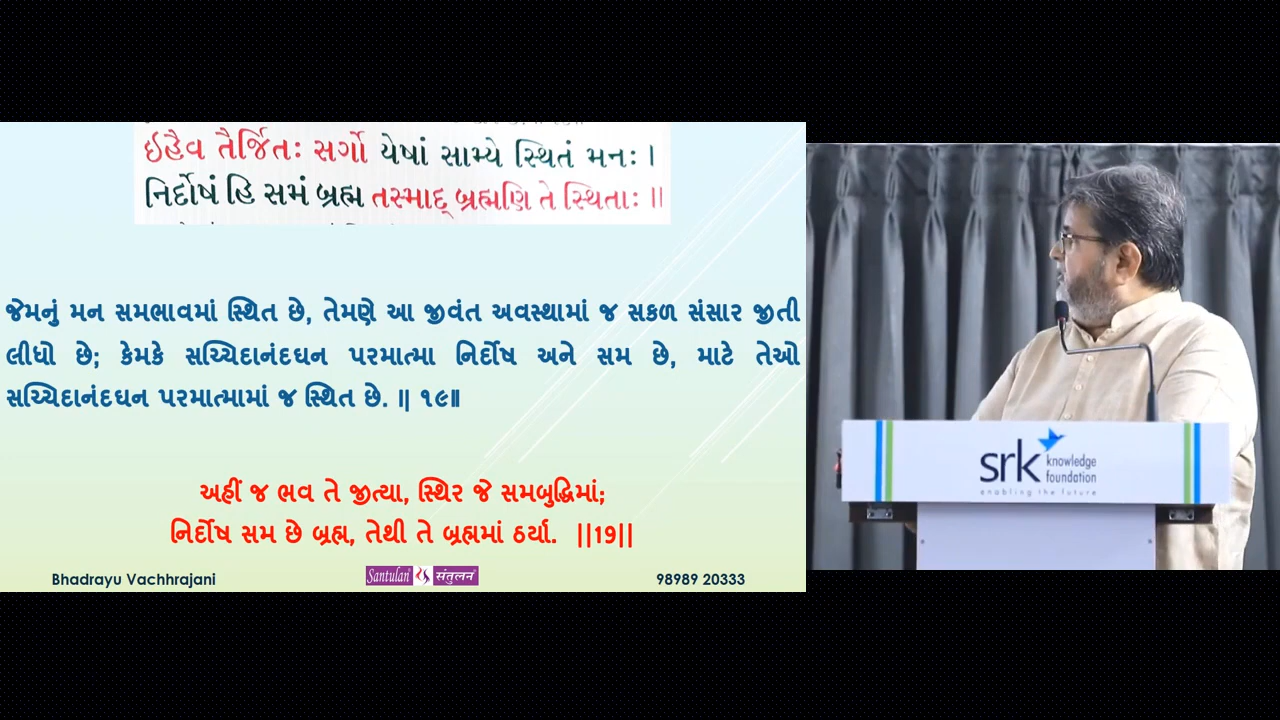 ઇહૈવ તૈર્જિતઃ સર્ગો યેષાં સામ્યે સ્થિતં મનઃ ।
નિર્દોષં હિ સમં બ્રહ્મ તસ્માદ્ બ્રહ્મણિ તે સ્થિતાઃ ॥
જેમનું મન સમભાવમાં સ્થિત છે, તેમણે આ જીવંત અવસ્થામાં જ સકળ સંસાર જીતી
લીધો છે; કેમકે સચ્ચિદાનંદઘન પરમાત્મા નિર્દોષ અને સમ છે, માટે તેઓ
સચ્ચિદાનંદઘન પરમાત્મામાં જ સ્થિત છે. || ૧૯॥
અહીં જ ભવ તે જીત્યા, સ્થિર જે સમબુદ્ધિમાં;
નિર્દોષ સમ છે બ્રહ્મ, તેથી તે બ્રહ્મમાં ઠર્યા. ||19||
Bhadrayu Vachhrajani Santulan સંતુલન 98989 20333
srk knowledge
foundation
enabling the future